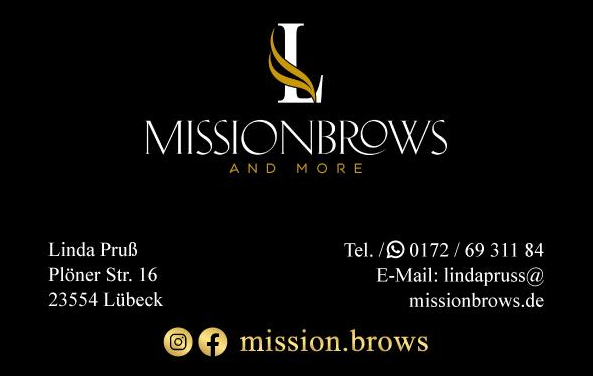 L
MISSIONBROWS
AND MORE
Linda Pruß
Plöner Str. 16
23554 Lübeck
Tel. / 0172 / 69 311 84
E-Mail: lindapruss@
missionbrows.de
mission.brows